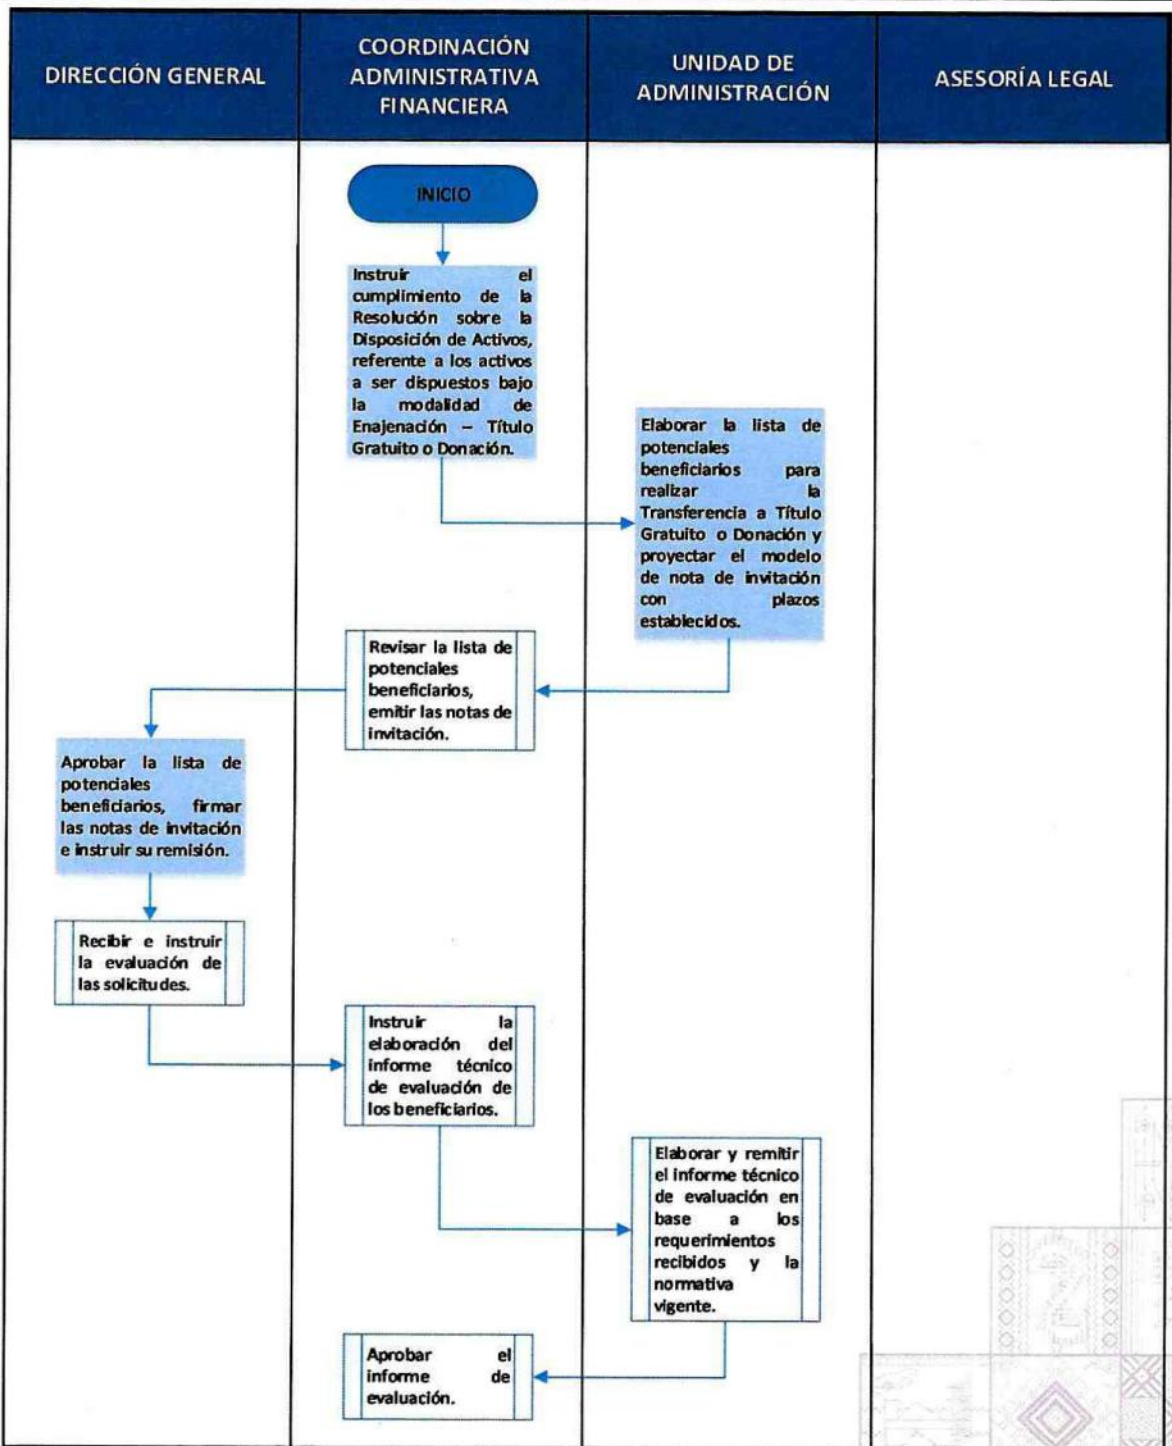 DIRECCIÓN GENERAL
COORDINACIÓN
ADMINISTRATIVA
FINANCIERA
UNIDAD DE
ADMINISTRACIÓN
ASESORÍA LEGAL
INICIO
Instruir el
cumplimiento de la
Resolución sobre la
Disposición de Activos,
referente a los activos
a ser dispuestos bajo
la modalidad de
Enajenación – Título
Gratuito o Donación.
Elaborar la lista de
potenciales
beneficiarios para
realizar la
Transferencia a Título
Gratuito o Donación y
proyectar el modelo
de nota de invitación
con plazos
establecidos.
Revisar la lista de
potenciales
beneficiarios,
emitir las notas de
invitación.
Aprobar la lista de
potenciales
beneficiarios, firmar
las notas de invitación
e instruir su remisión.
Recibir e instruir
la evaluación de
las solicitudes.
Instruir la
elaboración del
informe técnico
de evaluación de
los beneficiarios.
Elaborar y remitir
el informe técnico
de evaluación en
base a los
requerimientos
recibidos y la
normativa
vigente.
Aprobar el
informe de
evaluación.